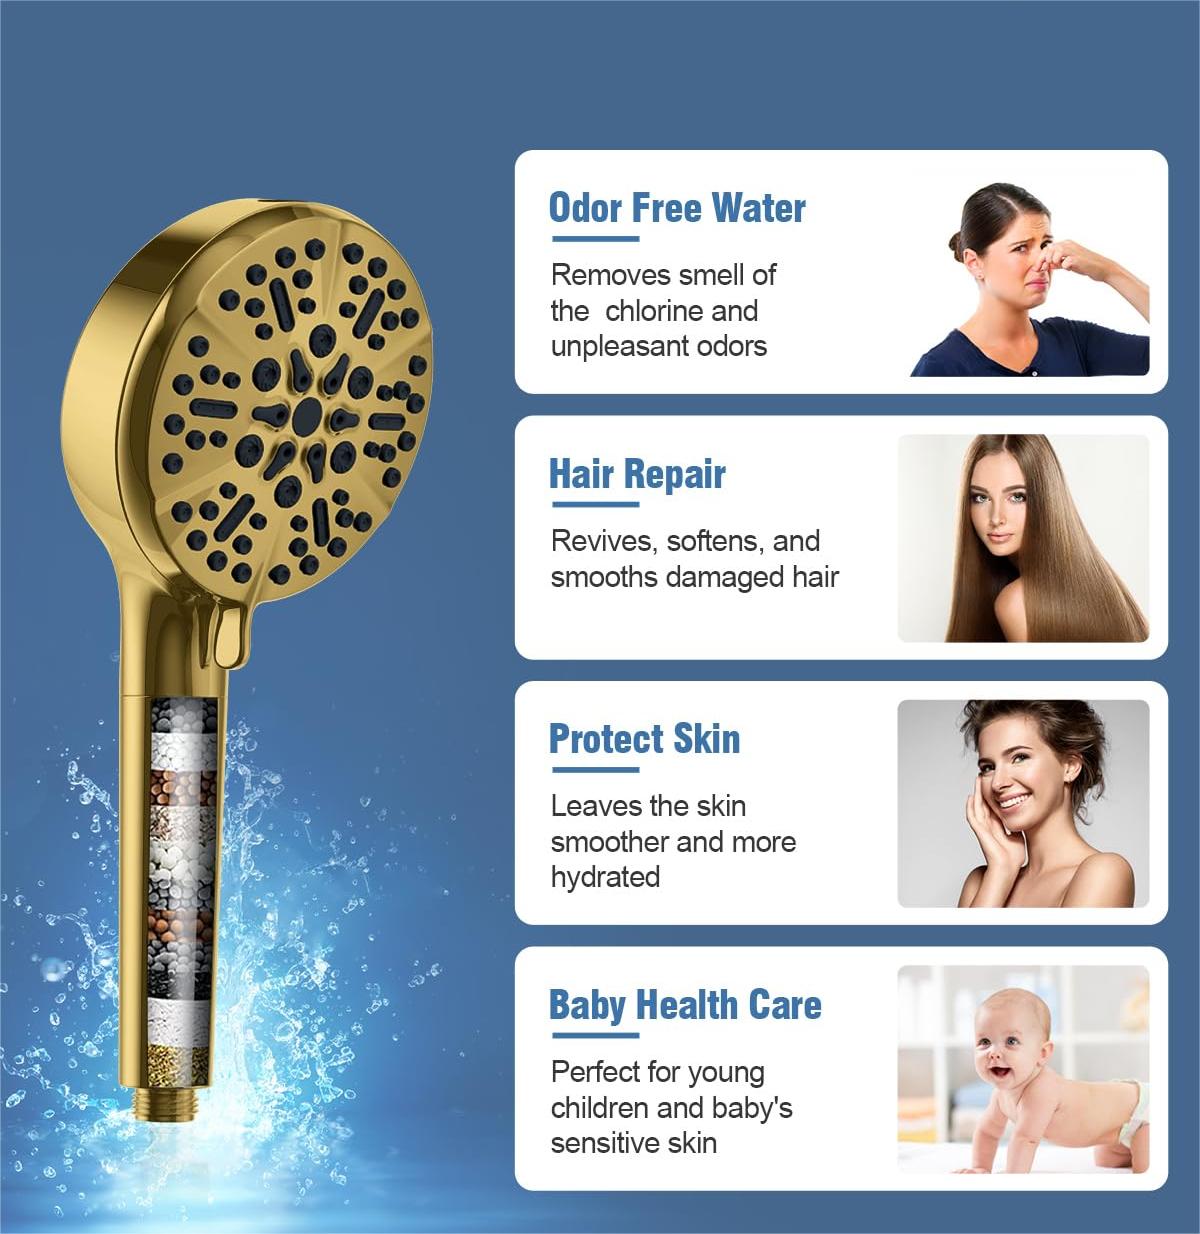 Odor Free Water
Removes smell of
the  chlorine and
unpleasant odors
Hair Repair
Revives, softens, and
smooths damaged hair
Protect Skin
Leaves the skin
smoother and more
hydrated
Baby Health Care
Perfect for young
children and baby's
sensitive skin